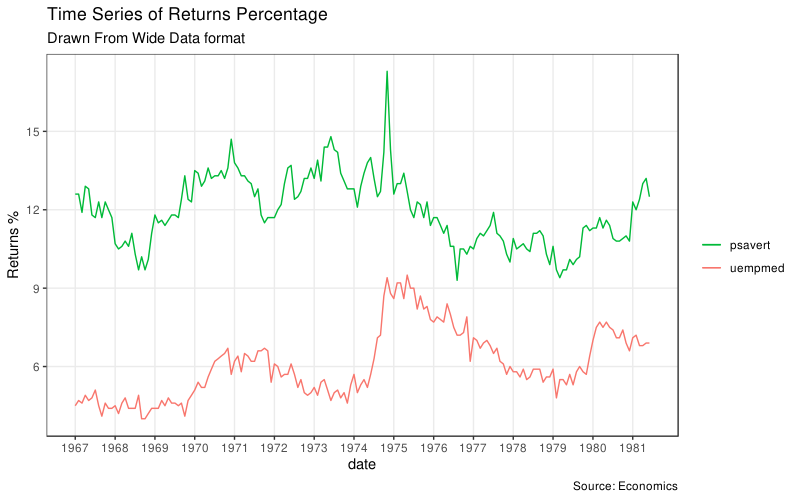 Time Series of Returns Percentage
Drawn From Wide Data format
Returns %
15
12
9
6
1967 1968 1969 1970 1971 1972 1973 1974 1975 1976 1977 1978 1979 1980 1981
date
psavert
uempmed
Source: Economics